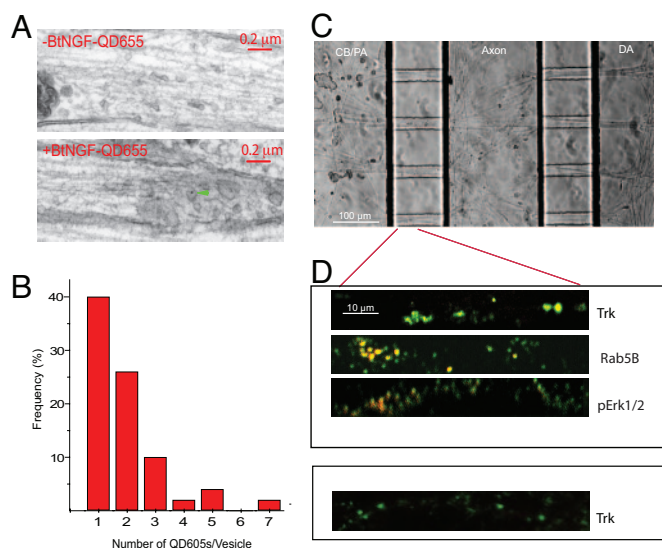 A
-BtNGF-QD655
0.2 µm
+BtNGF-QD655
0.2 µm
B
Frequency (%)
40
30
20
10
1 2 3 4 5 6 7
Number of QD605s/Vesicle
C
CB/PA Axon DA
100 µm
D
10 µm
Trk
Rab5B
pErk1/2
Trk